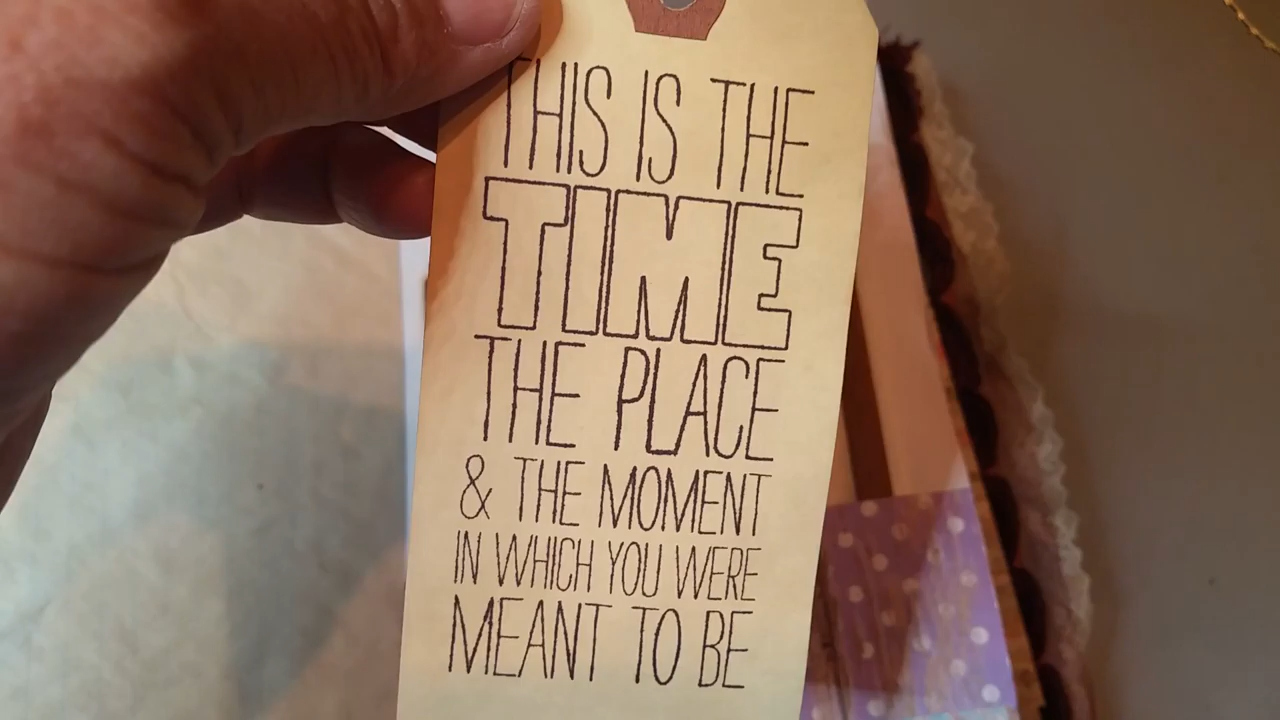 THIS IS THE
TIME
THE PLACE
& THE MOMENT
IN WHICH YOU WERE
MEANT TO BE